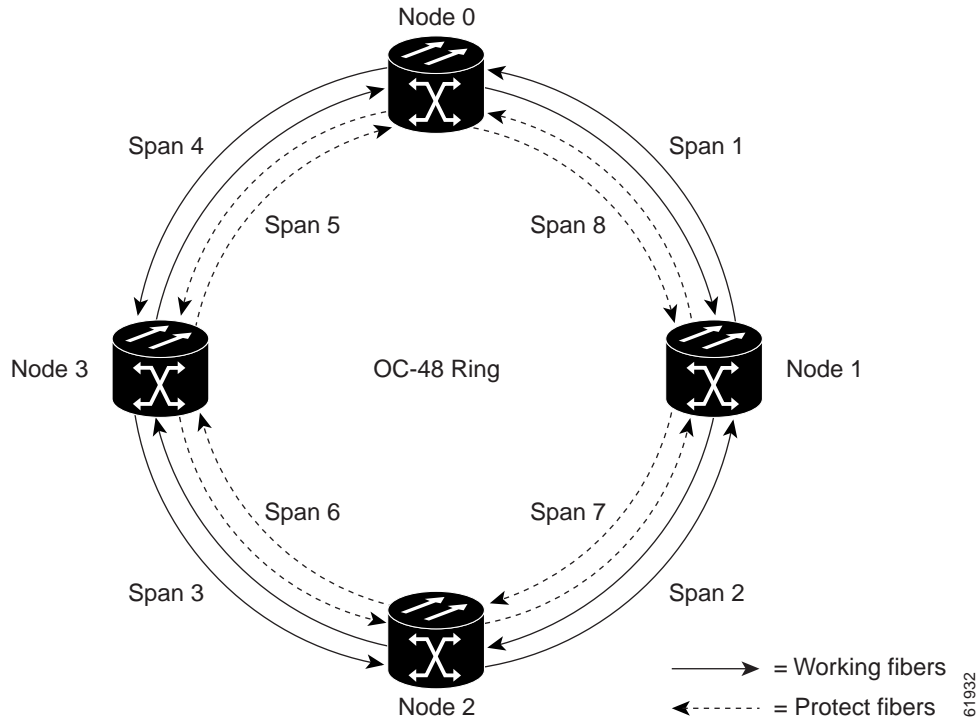 Node 0
Span 4
Span 1
Span 5
Span 8
Node 3
OC-48 Ring
Node 1
Span 6
Span 7
Span 3
Span 2
Node 2
= Working fibers
= Protect fibers
61932